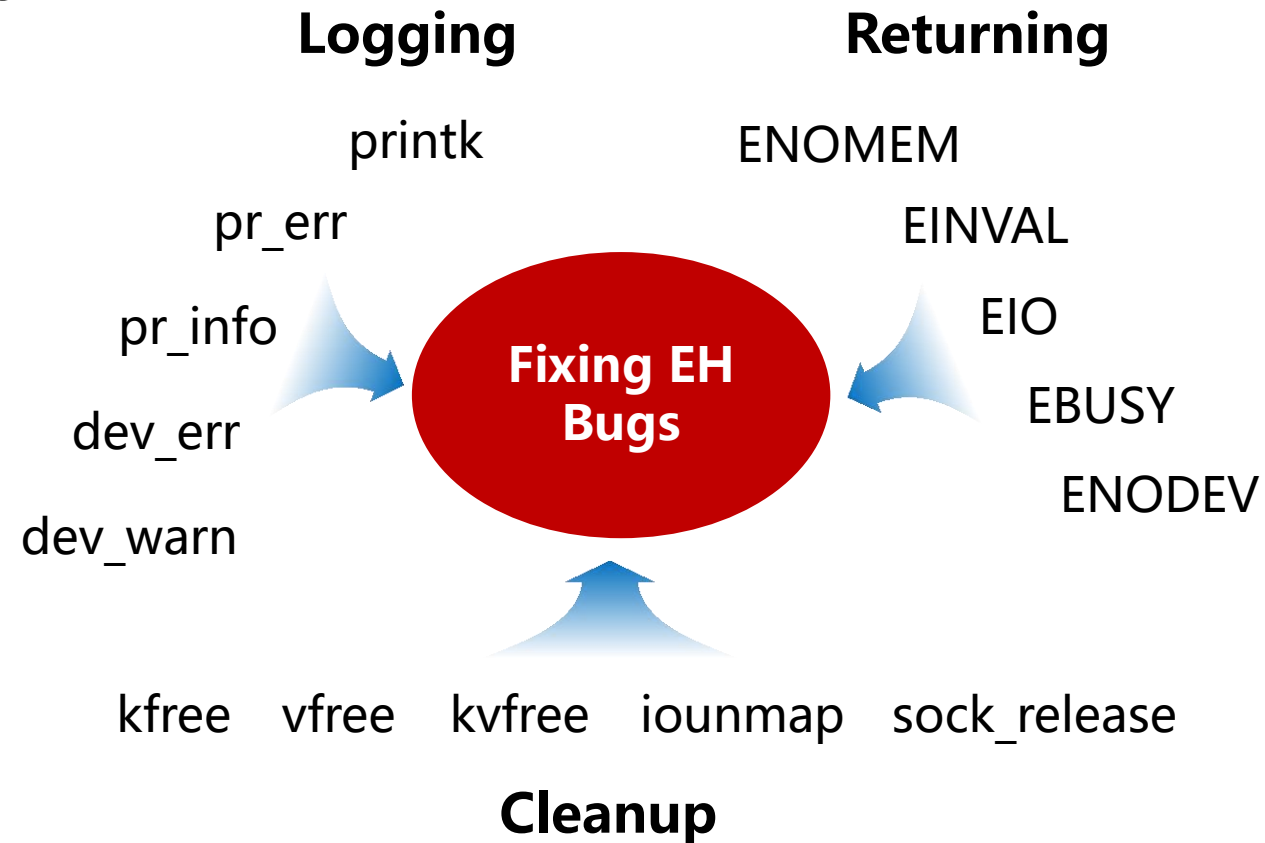 Logging
Returning
printk
ENOMEM
pr_err
EINVAL
pr_info
EIO
Fixing EH
Bugs
dev_err
EBUSY
ENODEV
dev_warn
kfree vfree kvfree iounmap sock_release
Cleanup